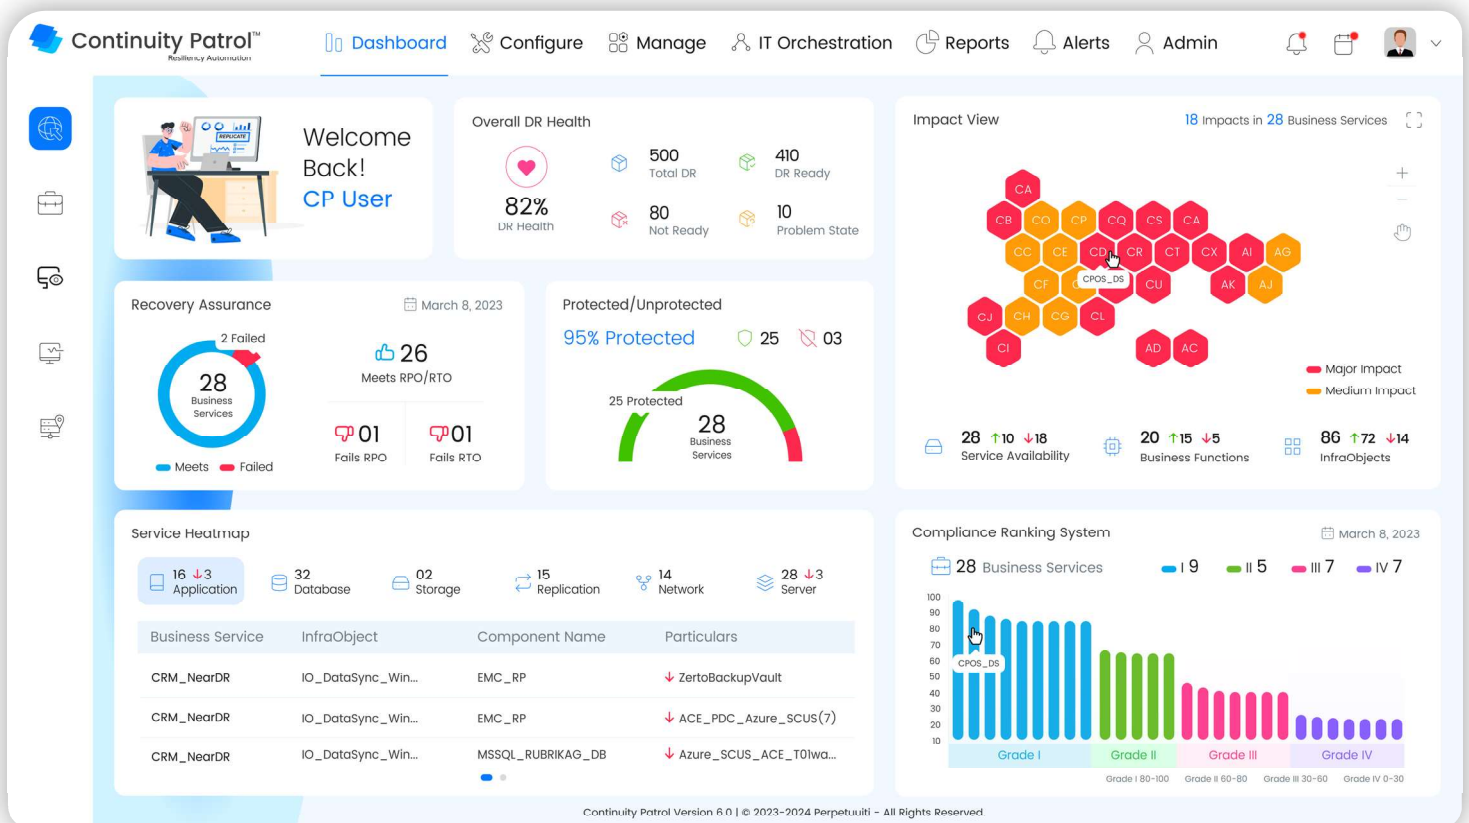 Continuity Patrol™
Resiliency Automation
Dashboard
Configure
Manage
IT Orchestration
Reports
Alerts
Admin
REPLICATE
Welcome
Back!
CP User
Overall DR Health
82%
DR Health
500
Total DR
410
DR Ready
80
Not Ready
10
Problem State
Impact View
18 Impacts in 28 Business Services
CA
CB CO CP CQ CS CA
CC CE CD CR CT CX AI AG
CPOS_DS
CF CU AK AJ
CJ CH CG CL
CI AD AC
Major Impact
Medium Impact
28 ↑10 ↓18
Service Availability
20 ↑15 ↓5
Business Functions
86 ↑72 ↓14
InfraObjects
Recovery Assurance
March 8, 2023
2 Failed
28
Business
Services
Meets Failed
26
Meets RPO/RTO
01
Fails RPO
01
Fails RTO
Protected/Unprotected
95% Protected
25
03
25 Protected
28
Business
Services
Service Heatmap
16 ↓3
Application
32
Database
02
Storage
15
Replication
14
Network
28 ↓3
Server
Business Service InfraObject Component Name Particulars
CRM_NearDR IO_DataSync_Win... EMC_RP ↓ ZertoBackupVault
CRM_NearDR IO_DataSync_Win... EMC_RP ↓ ACE_PDC_Azure_SCUS(7)
CRM_NearDR IO_DataSync_Win... MSSQL_RUBRIKAG_DB ↓ Azure_SCUS_ACE_T01wa...
Compliance Ranking System
March 8, 2023
28 Business Services
I 9
II 5
III 7
IV 7
100
90
80
70
60
50
40
30
20
10
CPOS_DS
Grade I Grade II Grade III Grade IV
Grade I 80-100 Grade II 60-80 Grade III 30-60 Grade IV 0-30
Continuity Patrol Version 6.0 | © 2023-2024 Perpetuuiti - All Rights Reserved.